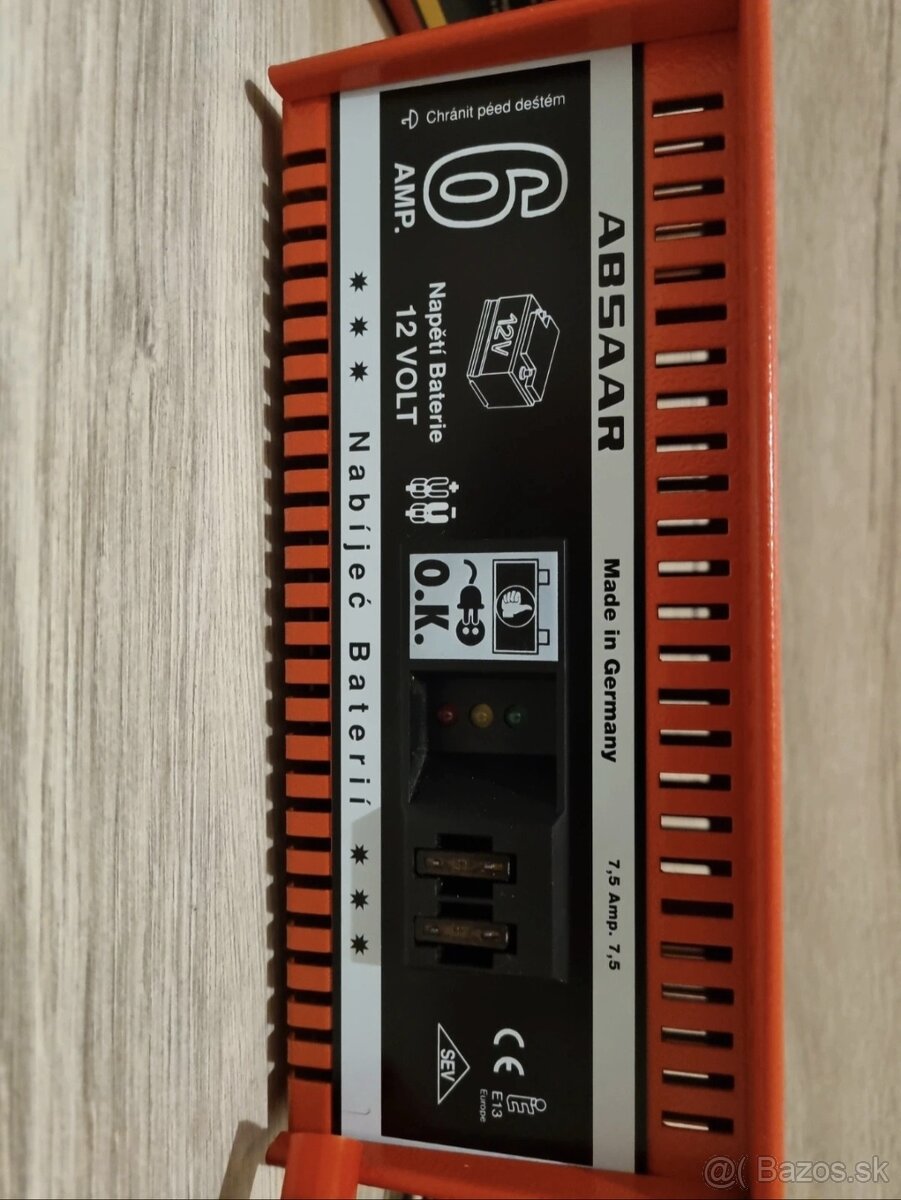 ABSAAR
Made in Germany
7,5 Amp. 7,5
Chránit péed deštém
6
AMP.
12V
Napětí Baterie
12 VOLT
+ -
O.K.
CE
E13
Europe
SEV
Nabíječ Baterií
@( Bazos.sk